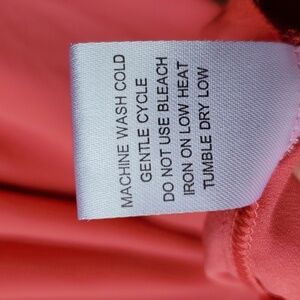 MACHINE WASH COLD
GENTLE CYCLE
DO NOT USE BLEACH
IRON ON LOW HEAT
TUMBLE DRY LOW